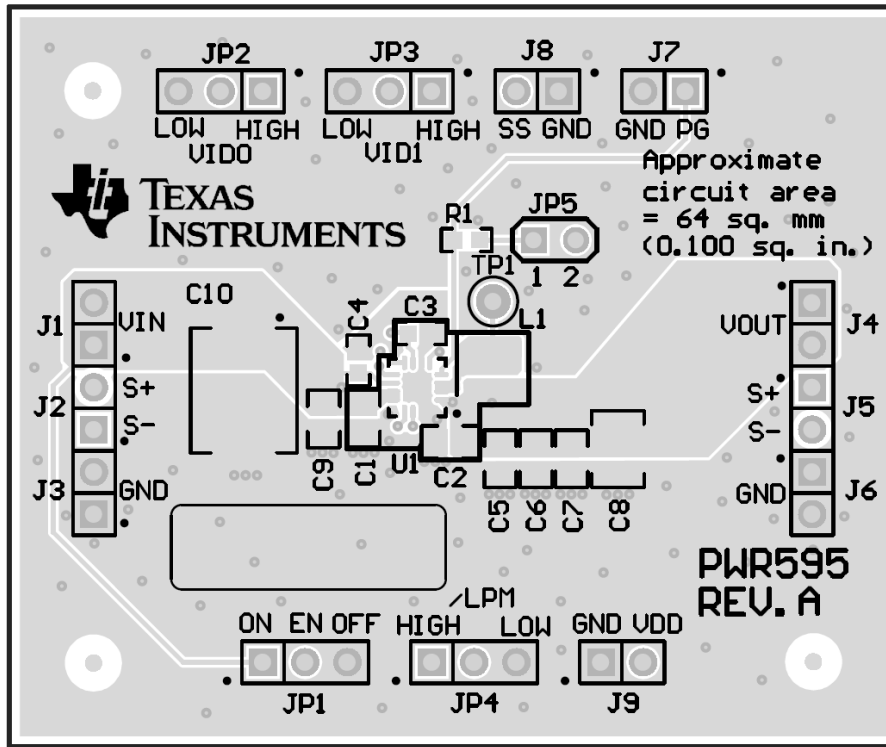 JP2 JP3 J8 J7
LOW HIGH LOW HIGH SS GND GND PG
VID0 VID1
Approximate
circuit area
= 64 sq. mm
(0.100 sq. in.)
TEXAS
INSTRUMENTS
R1 JP5
1 2
TP1
C10 C4 C3 L1
J1 VIN VOUT J4
J2 S+ S+ J5
S- S-
J3 GND GND J6
C9 C1 U1 C2 C5 C6 C7 C8
PWR595
REV. A
/LPM
ON EN OFF HIGH LOW GND VDD
JP1 JP4 J9